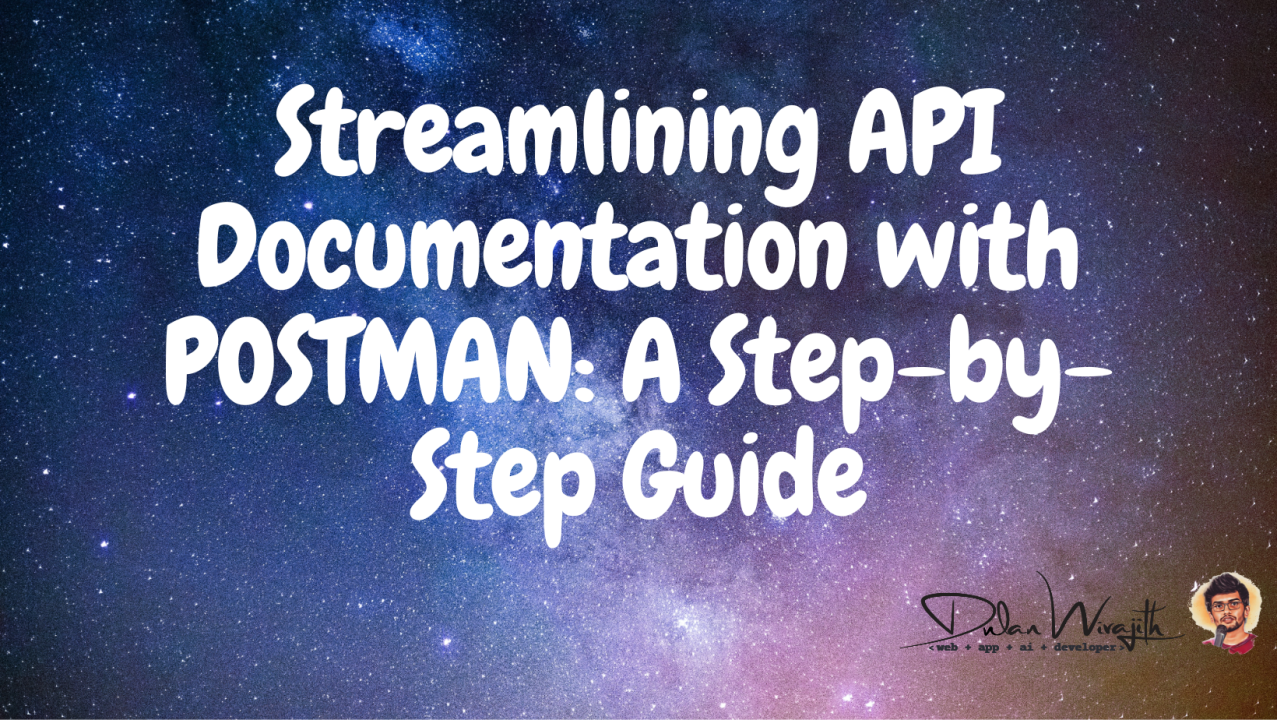 Streamlining API
Documentation with
POSTMAN: A Step-by-
Step Guide
Dulan Wirajith
<web + app + ai + developer>